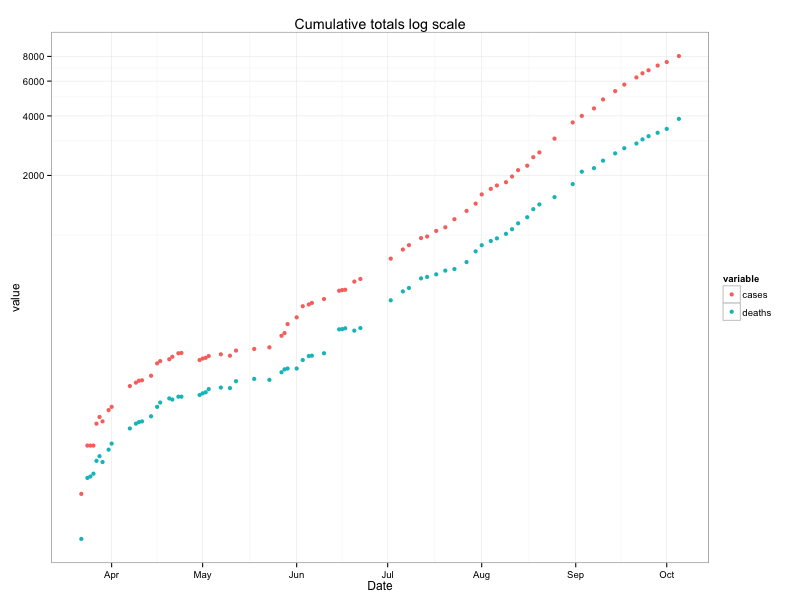 Cumulative totals log scale
8000
6000
4000
2000
value
Apr May Jun Jul Aug Sep Oct
Date
variable
cases
deaths